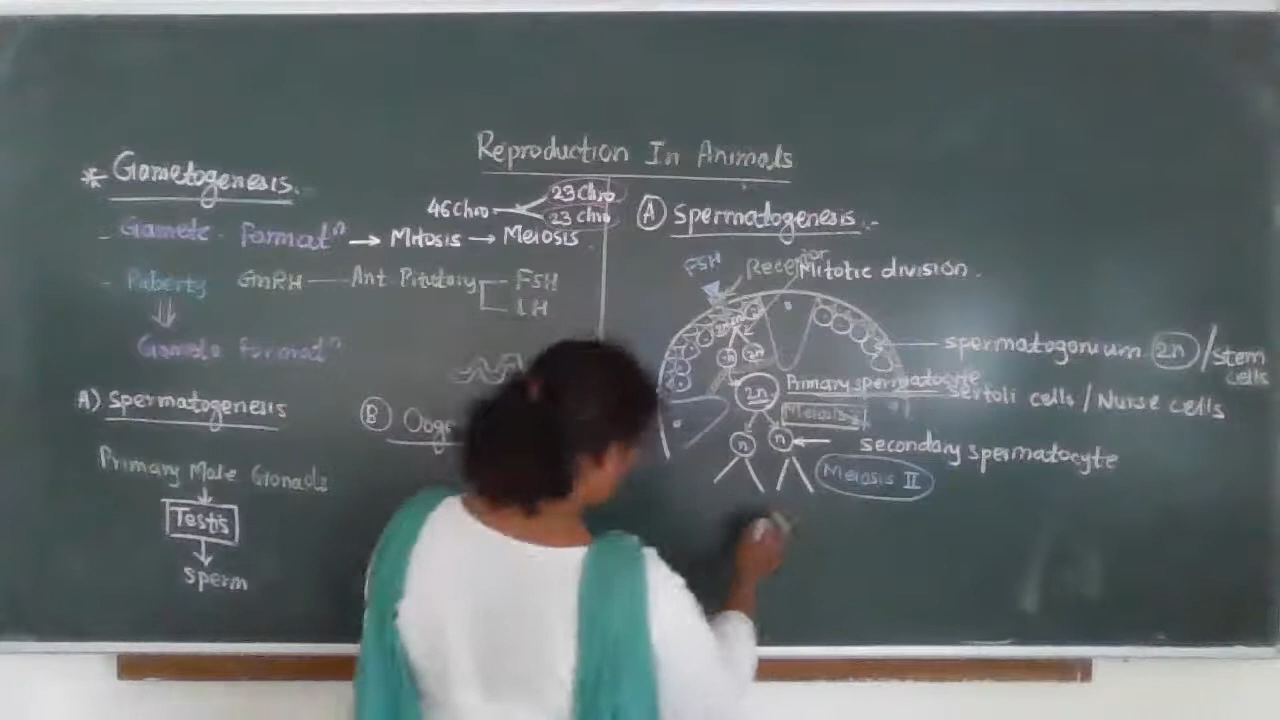 Reproduction In Animals
* Gametogenesis.
46 Chro. 23 Chro
23 chro
- Gamete Formatⁿ → Mitosis → Meiosis.
- Puberty GnRH Ant Pitutory FSH
LH
Gamete Formatⁿ
A) Spermatogenesis
Primary Male Gonads
Testis
sperm
B Ooge
A Spermatogenesis :-
FSH Receptor Mitotic division.
spermatogonium 2n / stem cells
2n
2n
Primary spermatocyte
Sertoli cells / Nurse cells
Meiosis I
n n secondary spermatocyte
Meiosis II